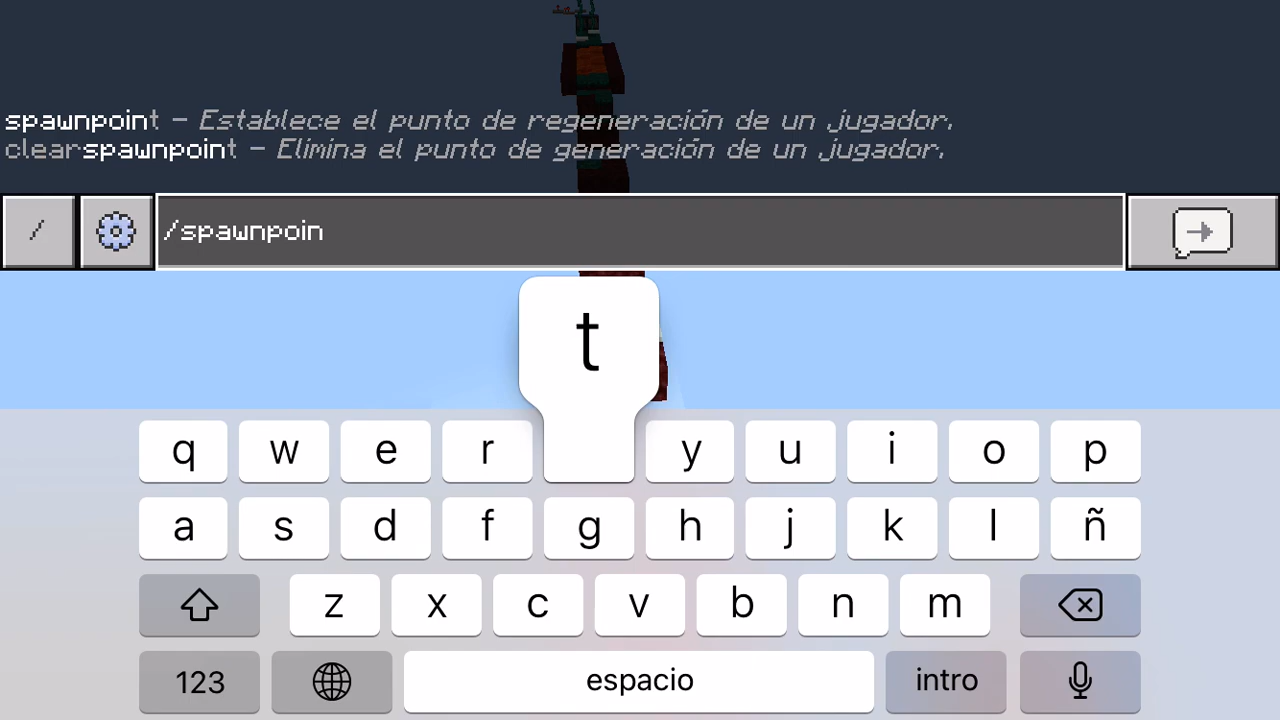 spawnpoint - Establece el punto de regeneración de un jugador.
clearspawnpoint - Elimina el punto de generación de un jugador.
/ /spawnpoin
t
q w e r y u i o p
a s d f g h j k l ñ
z x c v b n m
123 espacio intro